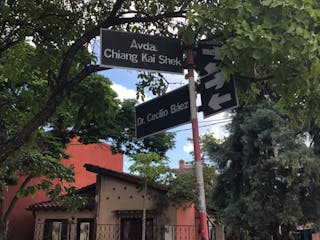 Avda.
Chiang Kai Shek
Dr. Cecilio Báez